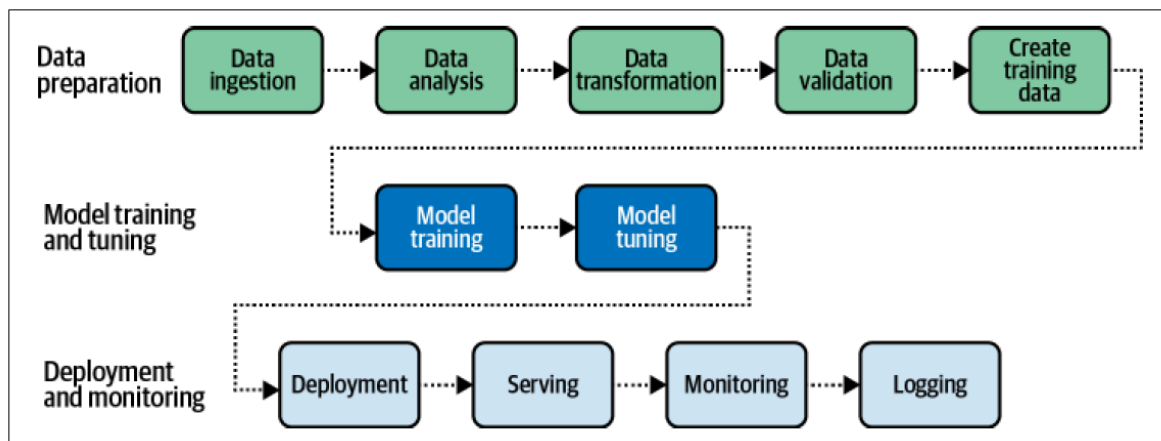 Data
preparation
Data
ingestion
Data
analysis
Data
transformation
Data
validation
Create
training
data
Model training
and tuning
Model
training
Model
tuning
Deployment
and monitoring
Deployment
Serving
Monitoring
Logging